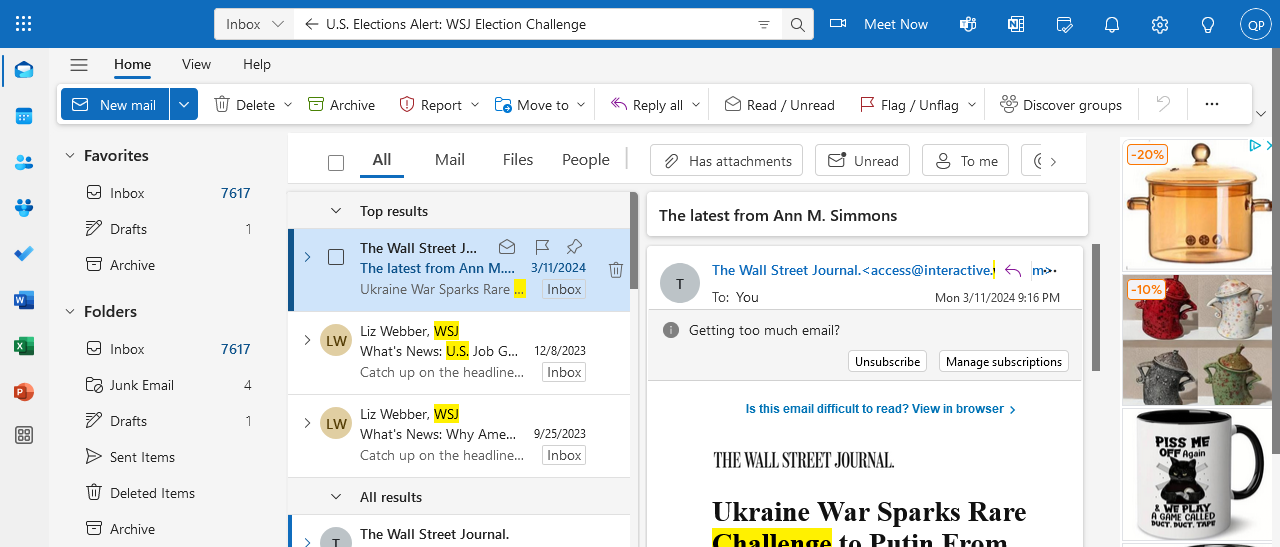 Inbox U.S. Elections Alert: WSJ Election Challenge Meet Now QP
Home View Help
New mail Delete Archive Report Move to Reply all Read / Unread Flag / Unflag Discover groups
Favorites
Inbox 7617
Drafts 1
Archive
Folders
Inbox 7617
Junk Email 4
Drafts 1
Sent Items
Deleted Items
Archive
All Mail Files People Has attachments Unread To me
Top results
The Wall Street J...
The latest from Ann M.... 3/11/2024
Ukraine War Sparks Rare ... Inbox
LW
Liz Webber, WSJ
What's News: U.S. Job G... 12/8/2023
Catch up on the headline... Inbox
LW
Liz Webber, WSJ
What's News: Why Ame... 9/25/2023
Catch up on the headline... Inbox
All results
T
The Wall Street Journal.
The latest from Ann M. Simmons
T
The Wall Street Journal.<access@interactive.
To: You Mon 3/11/2024 9:16 PM
Getting too much email?
Unsubscribe Manage subscriptions
Is this email difficult to read? View in browser
THE WALL STREET JOURNAL.
Ukraine War Sparks Rare
Challenge to Putin From
-20%
-10%
PISS ME
OFF Again
& WE PLAY
A GAME CALLED
DUCT, DUCT, TAPE